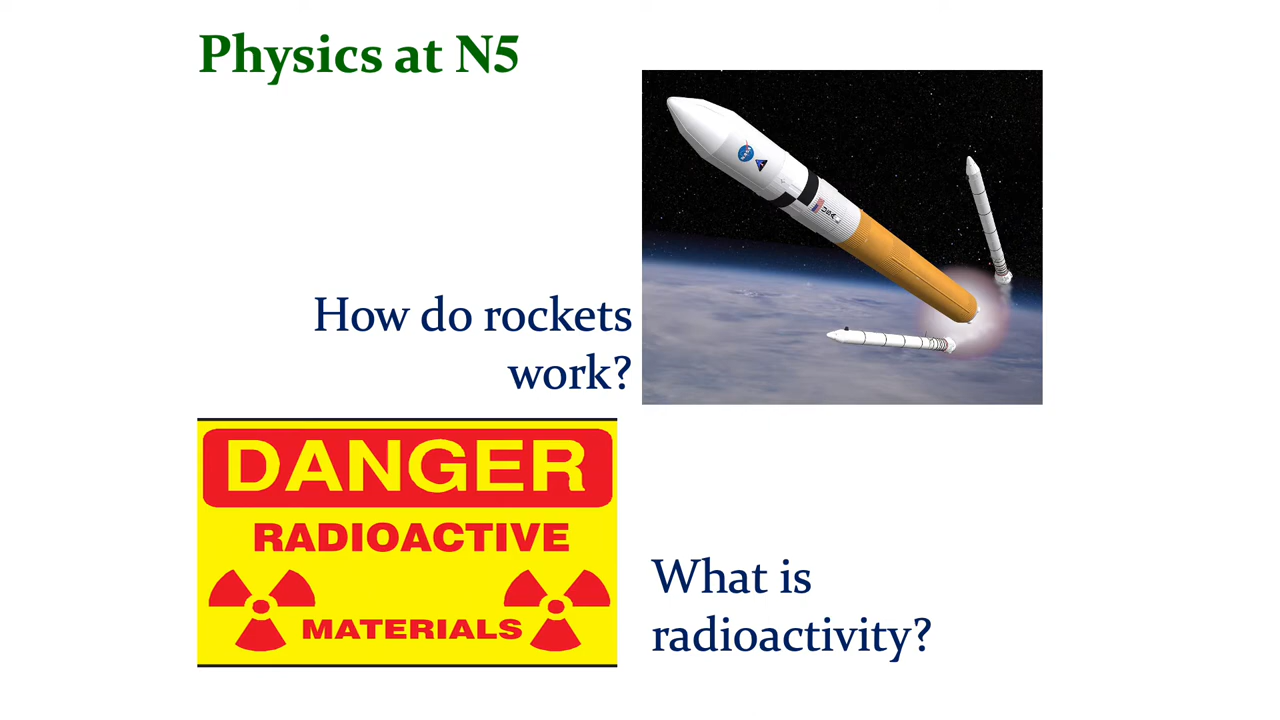 Physics at N5
How do rockets
work?
DANGER
RADIOACTIVE
MATERIALS
What is
radioactivity?